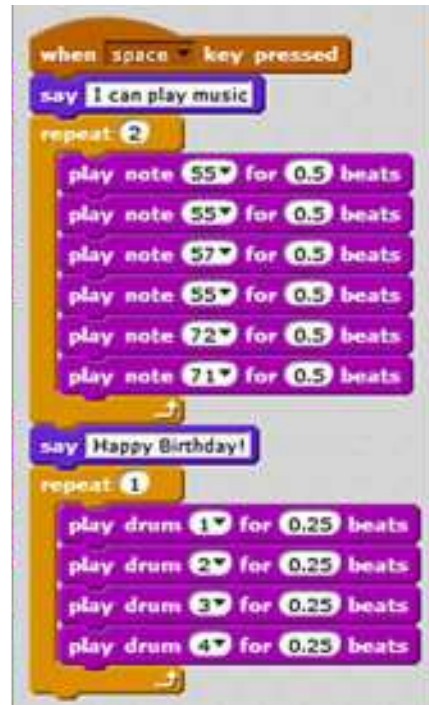 when space key pressed
say I can play music
repeat 2
play note 55 for 0.5 beats
play note 55 for 0.5 beats
play note 57 for 0.5 beats
play note 55 for 0.5 beats
play note 72 for 0.5 beats
play note 71 for 0.5 beats
say Happy Birthday!
repeat 1
play drum 1 for 0.25 beats
play drum 2 for 0.25 beats
play drum 3 for 0.25 beats
play drum 4 for 0.25 beats